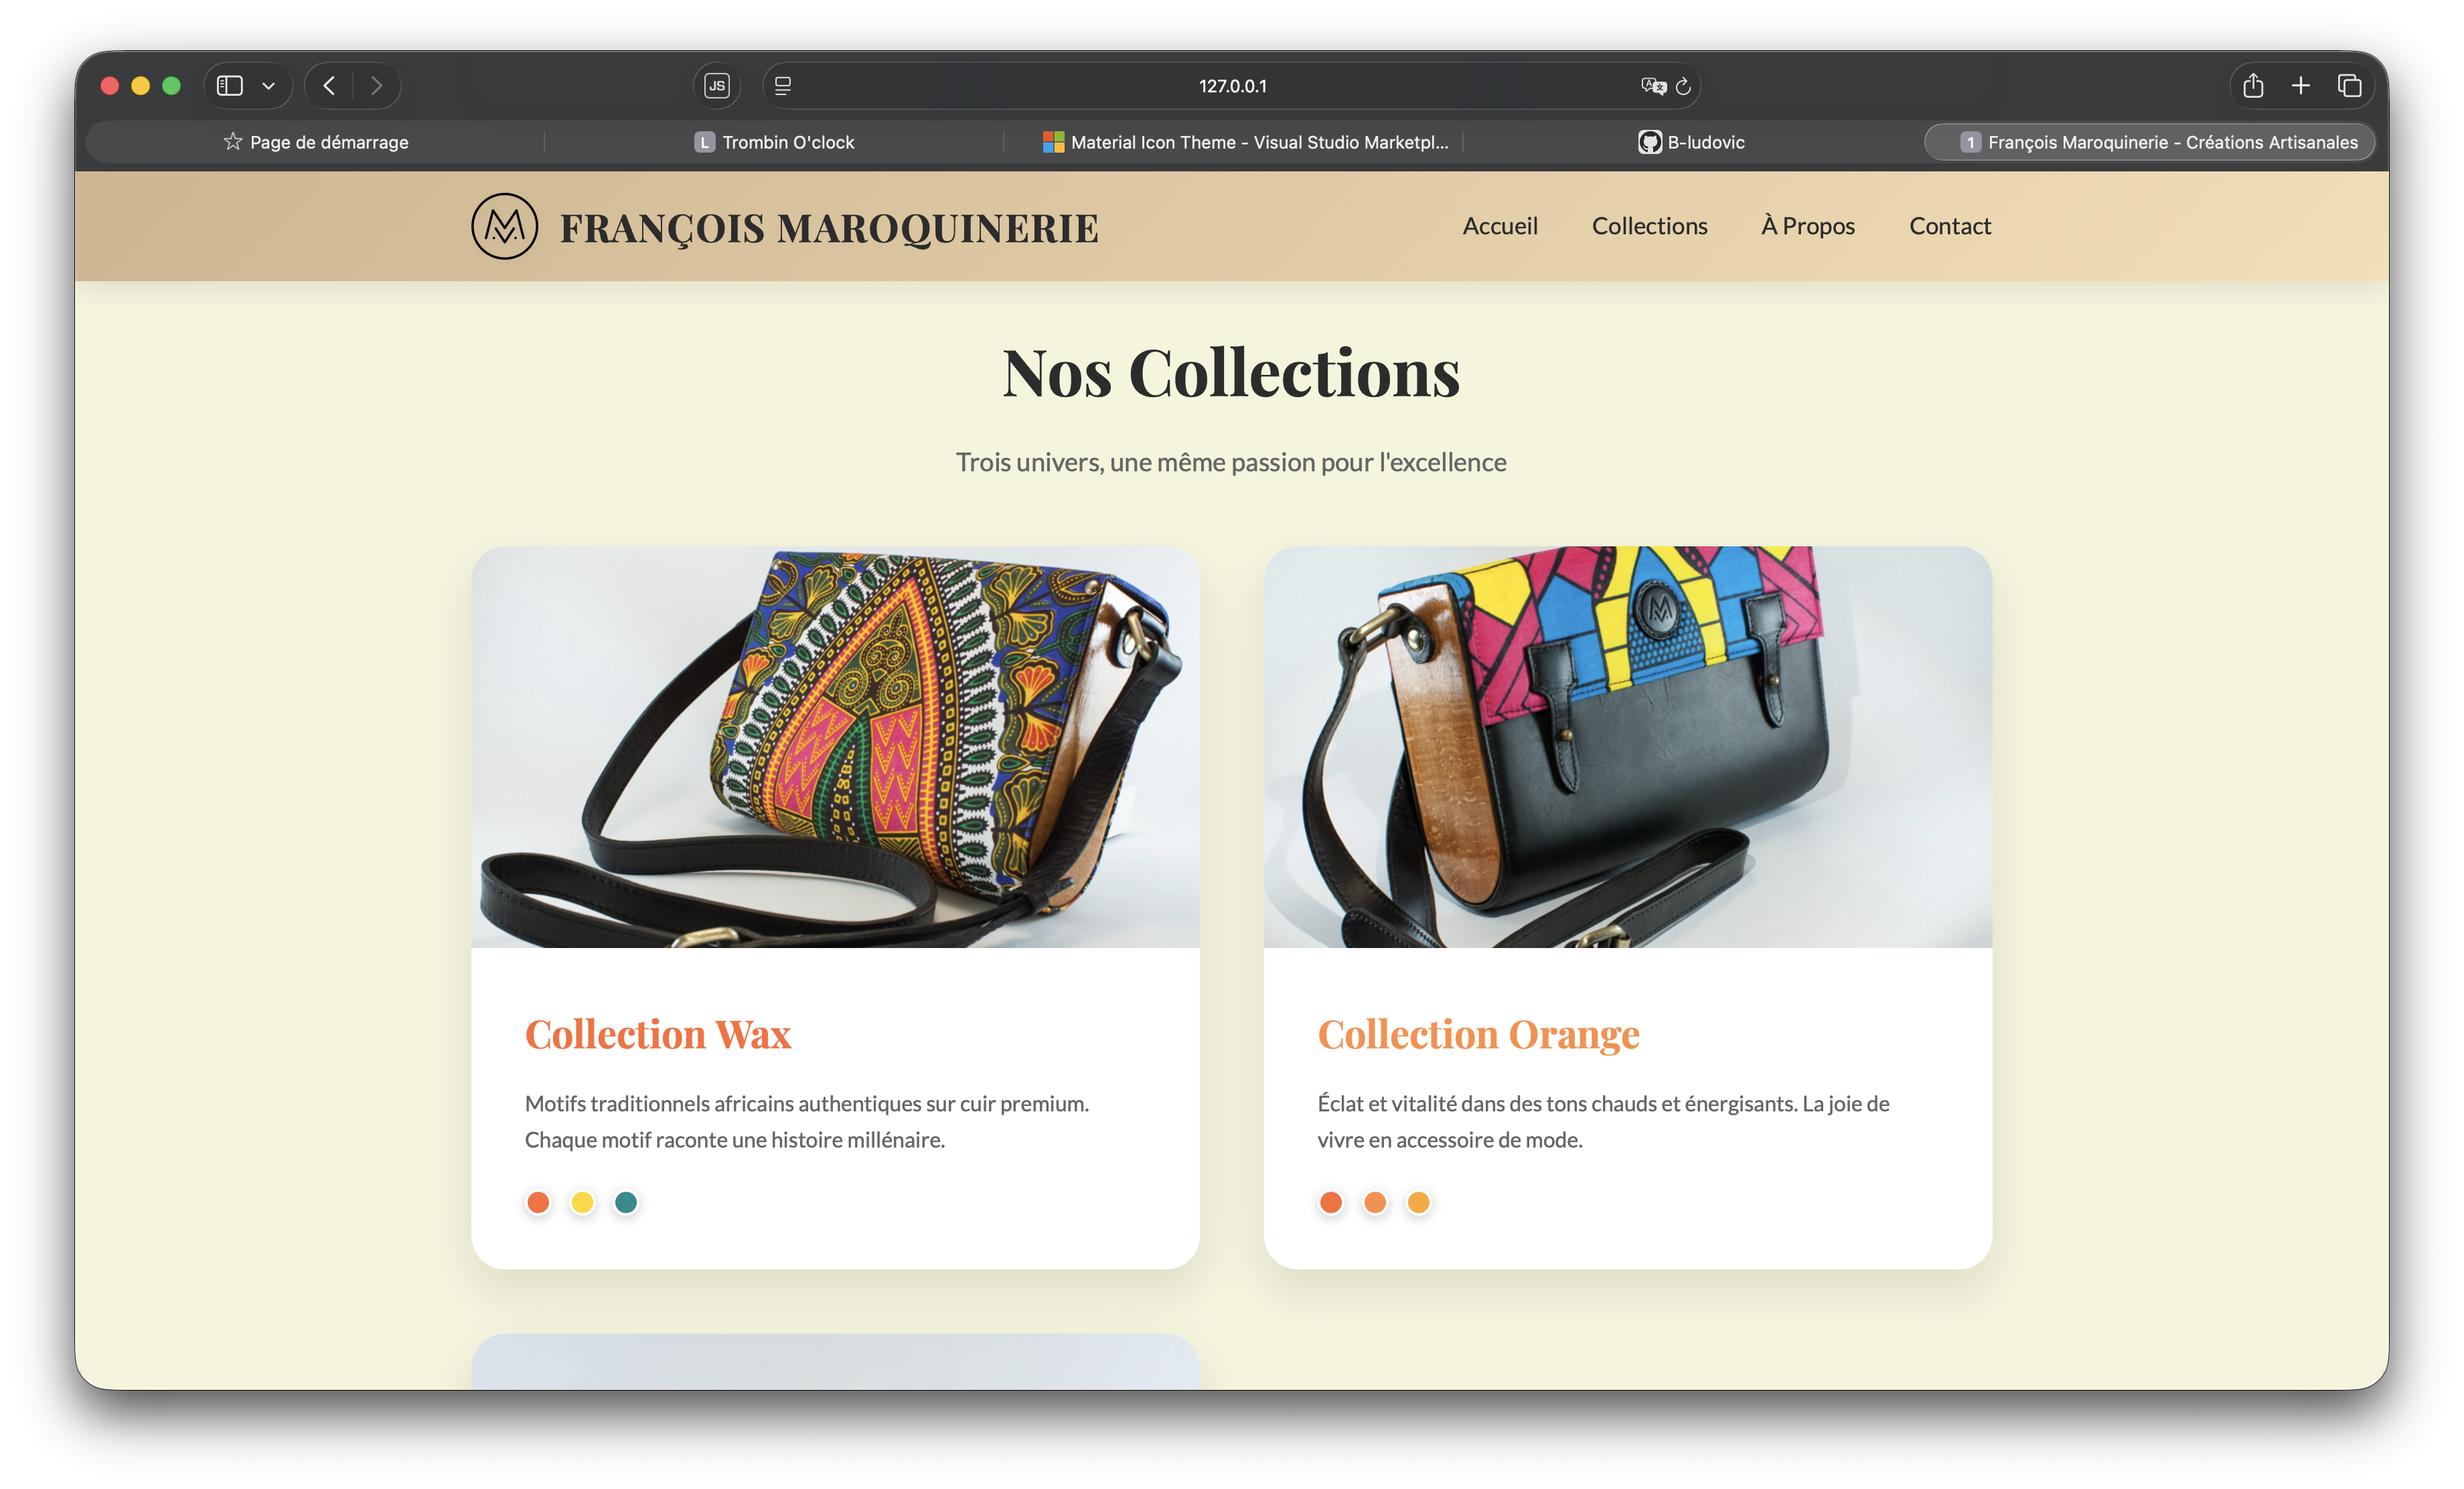 JS
127.0.0.1
Page de démarrage
L Trombin O'clock
Material Icon Theme - Visual Studio Marketpl...
B-ludovic
1 François Maroquinerie - Créations Artisanales
FRANÇOIS MAROQUINERIE
Accueil
Collections
À Propos
Contact
Nos Collections
Trois univers, une même passion pour l'excellence
Collection Wax
Motifs traditionnels africains authentiques sur cuir premium.
Chaque motif raconte une histoire millénaire.
Collection Orange
Éclat et vitalité dans des tons chauds et énergisants. La joie de
vivre en accessoire de mode.